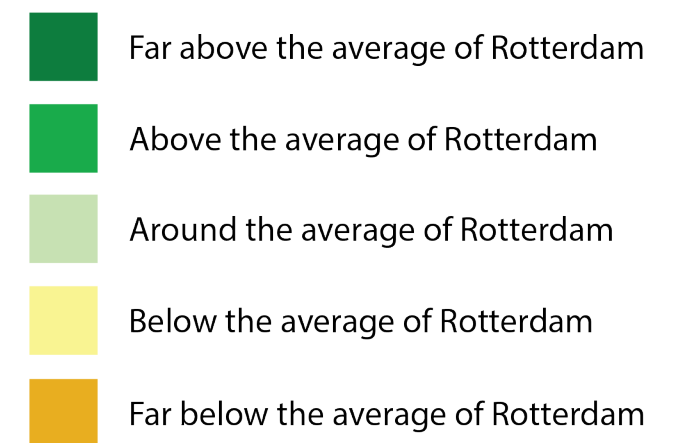 Far above the average of Rotterdam
Above the average of Rotterdam
Around the average of Rotterdam
Below the average of Rotterdam
Far below the average of Rotterdam